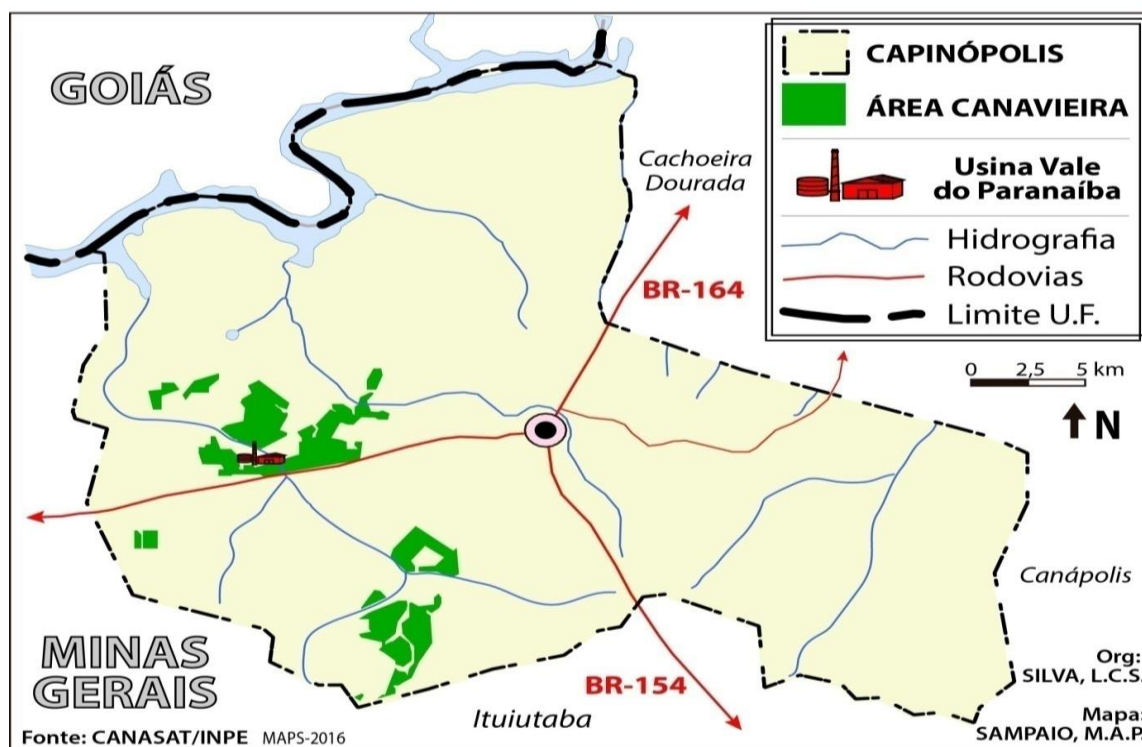 GOIÁS
CAPINÓPOLIS
ÁREA CANAVIEIRA
Usina Vale
do Paranaíba
Hidrografia
Rodovias
Limite U.F.
0 2,5 5 km
N
Cachoeira
Dourada
BR-164
Canápolis
MINAS
GERAIS
BR-154
Ituiutaba
Org:
SILVA, L.C.S.
Mapa:
SAMPAIO, M.A.P.
Fonte: CANASAT/INPE MAPS-2016